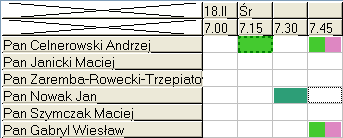 18.II Śr
7.00 7.15 7.30 7.45
Pan Celnerowski Andrzej
Pan Janicki Maciej
Pan Zaremba-Rowecki-Trzepiato
Pan Nowak Jan
Pan Szymczak Maciej
Pan Gabryl Wiesław